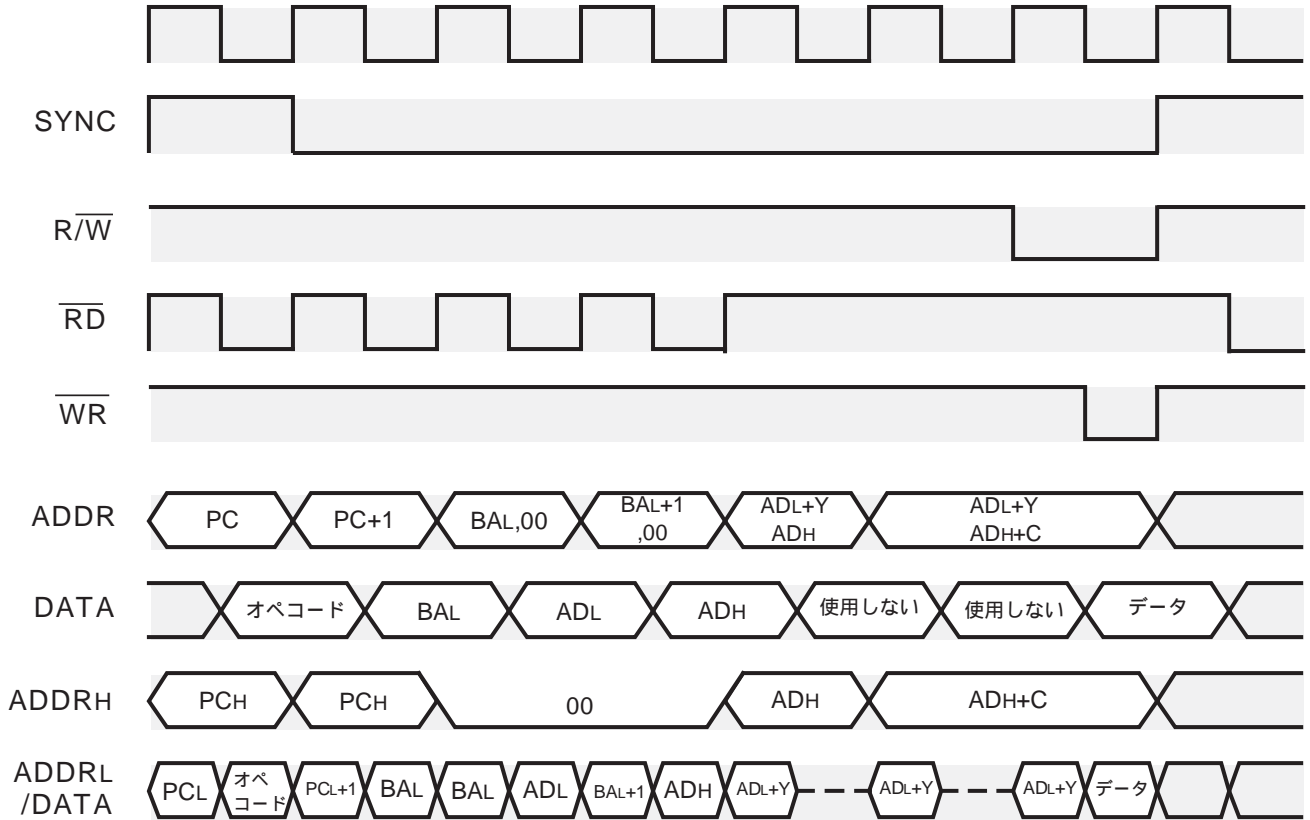 SYNC
R/W
RD
WR
ADDR
PC
PC+1
BAL,00
BAL+1
,00
ADL+Y
ADH
ADL+Y
ADH+C
DATA
オペコード
BAL
ADL
ADH
使用しない
使用しない
データ
ADDRH
PCH
PCH
00
ADH
ADH+C
ADDRL
/DATA
PCL
オペ
コード
PCL+1
BAL
BAL
ADL
BAL+1
ADH
ADL+Y
ADL+Y
ADL+Y
データ